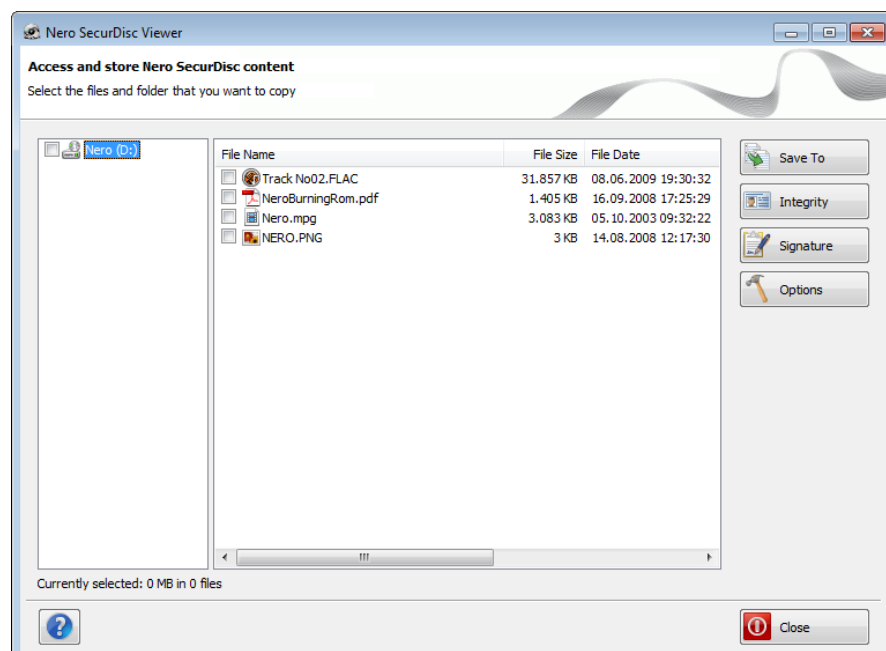 Nero SecurDisc Viewer
Access and store Nero SecurDisc content
Select the files and folder that you want to copy
Nero (D:)
File Name File Size File Date
Track No02.FLAC 31.857 KB 08.06.2009 19:30:32
NeroBurningRom.pdf 1.405 KB 16.09.2008 17:25:29
Nero.mpg 3.083 KB 05.10.2003 09:32:22
NERO.PNG 3 KB 14.08.2008 12:17:30
Save To
Integrity
Signature
Options
Currently selected: 0 MB in 0 files
Close